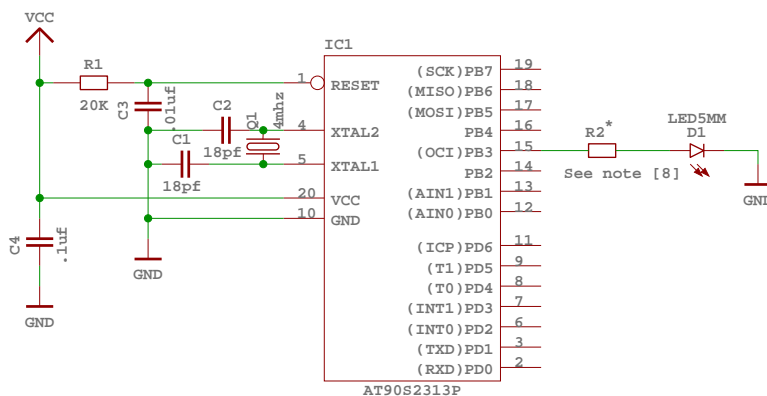 VCC
IC1
R1
20K
C3
.01uf
C2
18pf
Q1
4mhz
C1
18pf
C4
.1uf
GND
GND
1 RESET
4 XTAL2
5 XTAL1
20 VCC
10 GND
(SCK)PB7 19
(MISO)PB6 18
(MOSI)PB5 17
PB4 16
(OCI)PB3 15
PB2 14
(AIN1)PB1 13
(AIN0)PB0 12
(ICP)PD6 11
(T1)PD5 9
(T0)PD4 8
(INT1)PD3 7
(INT0)PD2 6
(TXD)PD1 3
(RXD)PD0 2
AT90S2313P
R2*
See note [8]
LED5MM
D1
GND